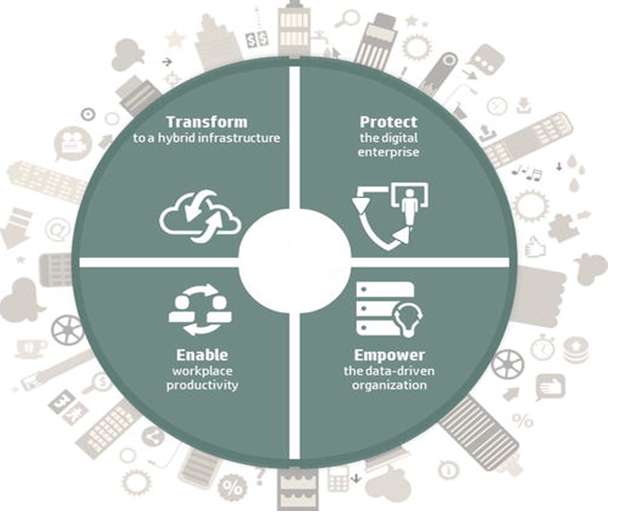 Transform
to a hybrid infrastructure
Protect
the digital
enterprise
Enable
workplace
productivity
Empower
the data-driven
organization
$$
@
$
%
%